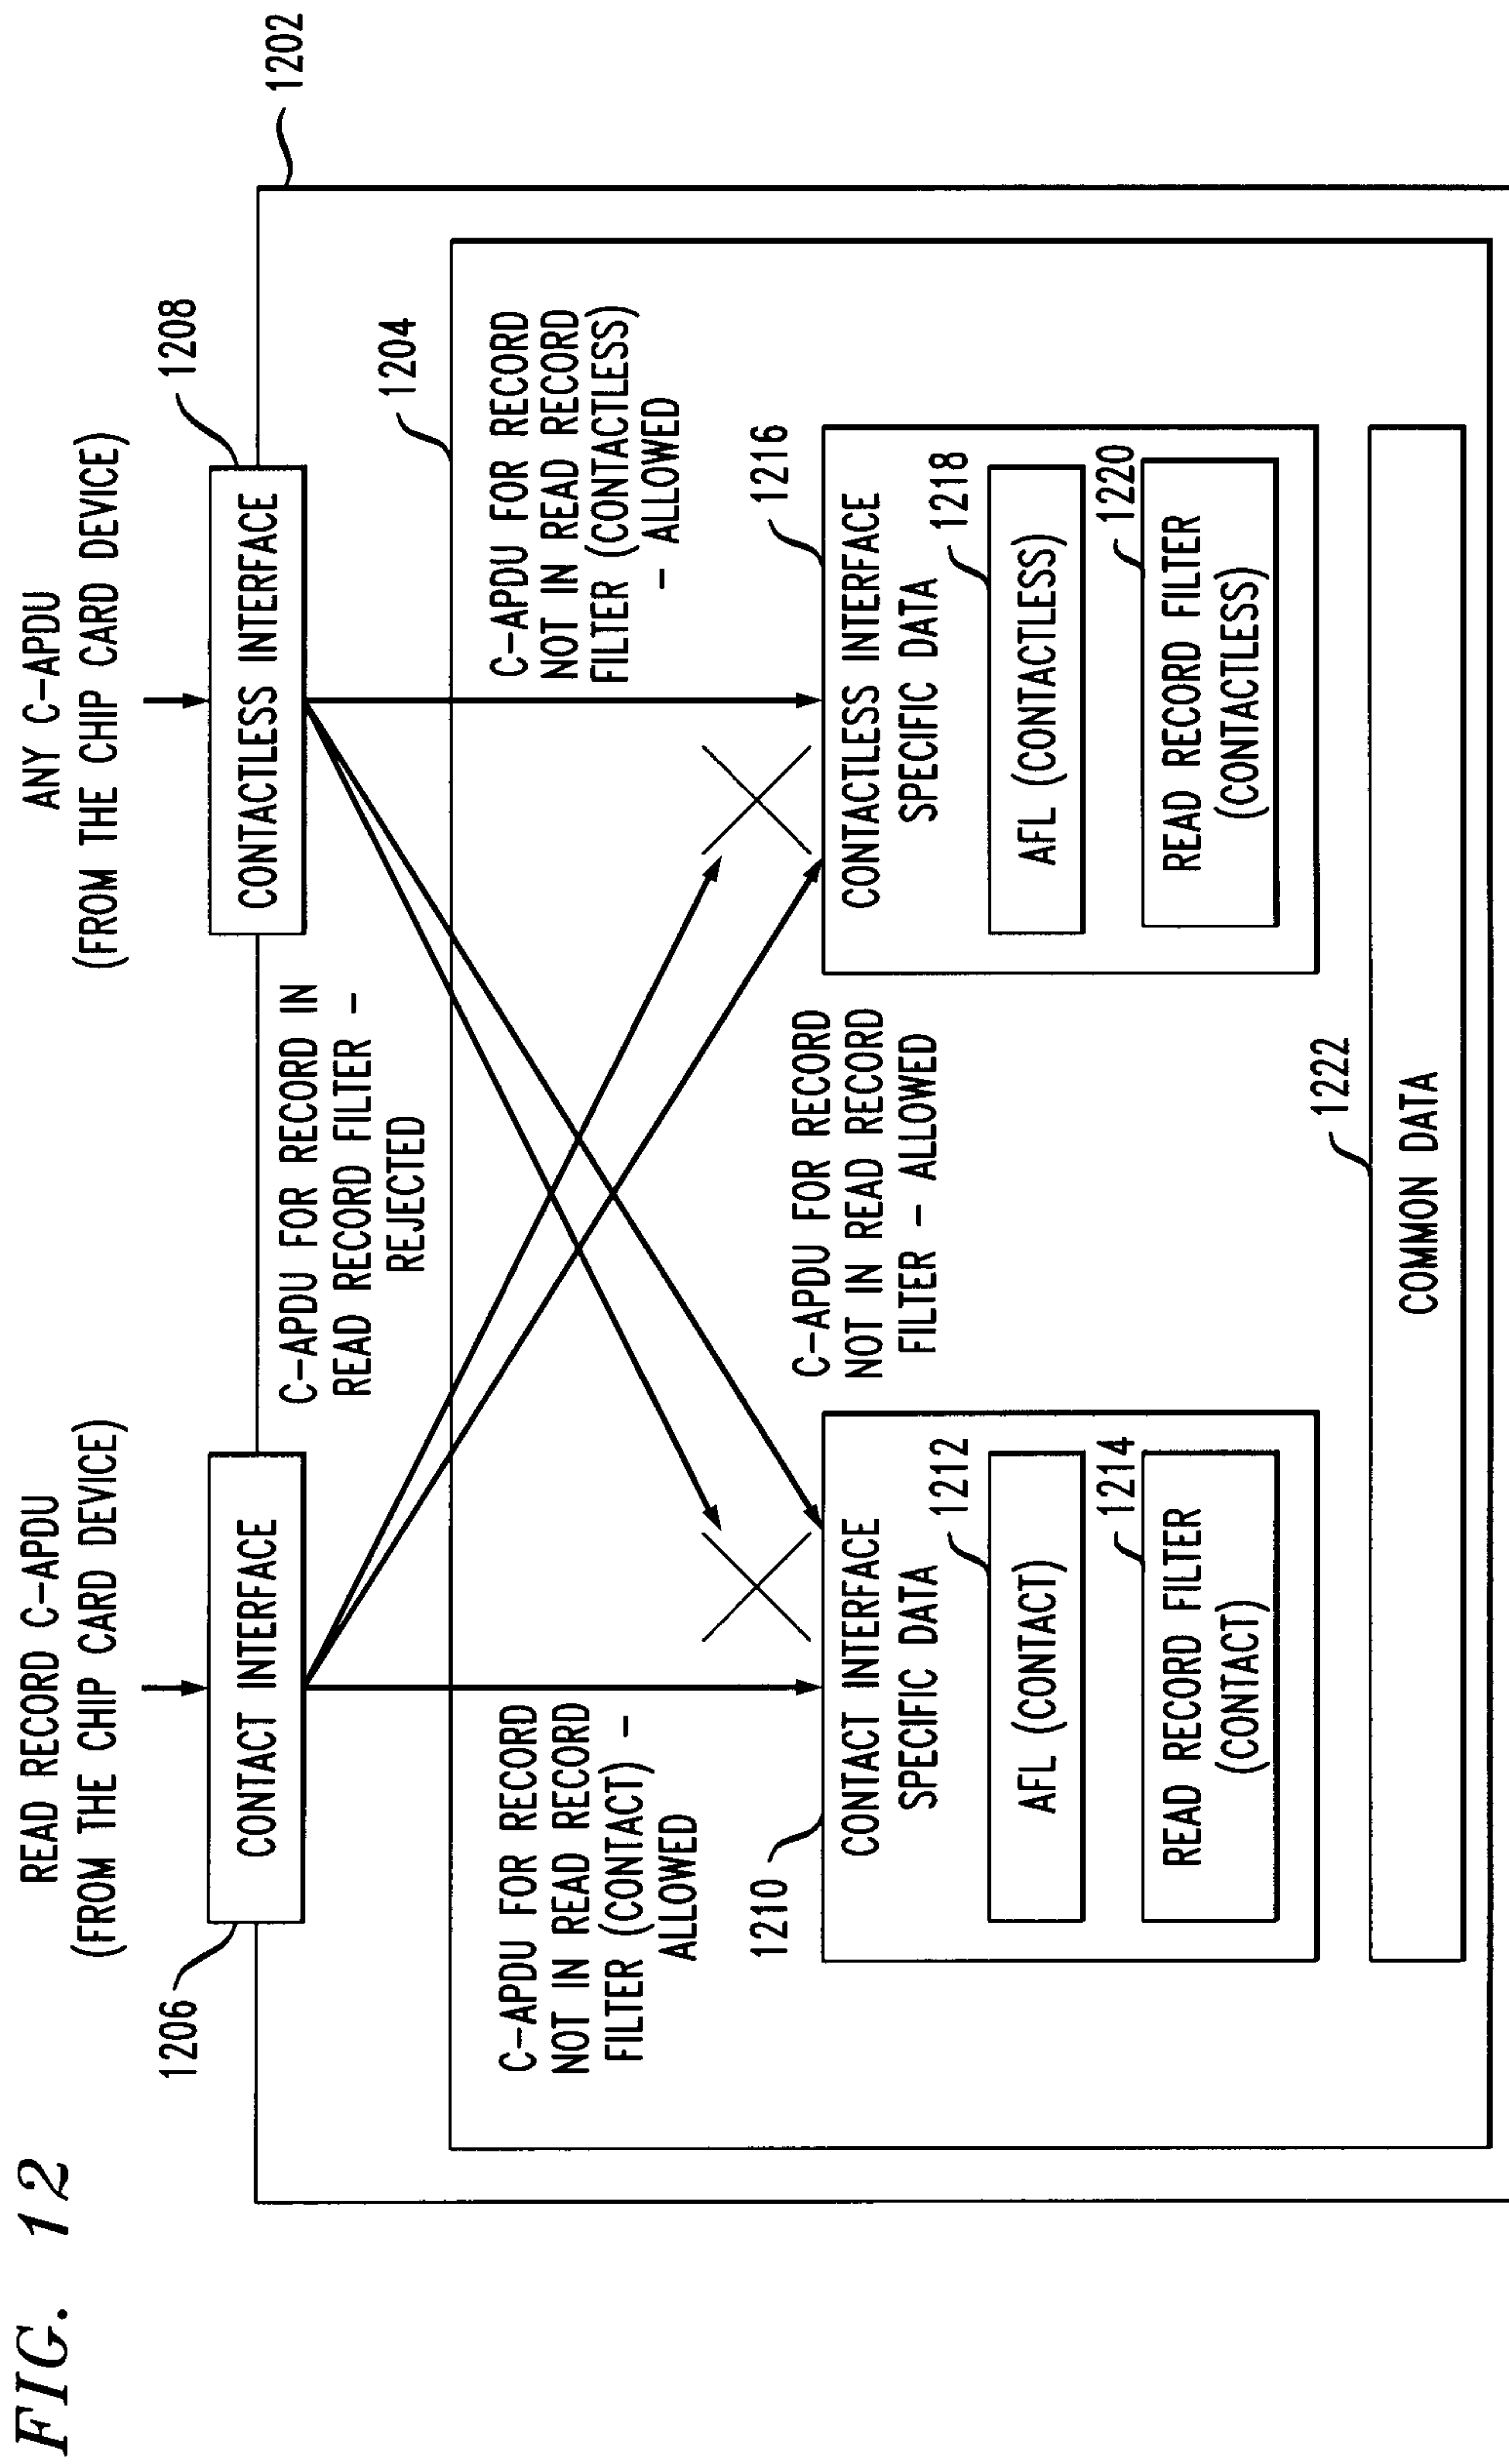 FIG. 12
READ RECORD C-APDU
(FROM THE CHIP CARD DEVICE)
ANY C-APDU
(FROM THE CHIP CARD DEVICE)
1206
CONTACT INTERFACE
CONTACTLESS INTERFACE
1208
1202
C-APDU FOR RECORD IN
READ RECORD FILTER -
REJECTED
1204
C-APDU FOR RECORD
NOT IN READ RECORD
FILTER (CONTACT) -
ALLOWED
C-APDU FOR RECORD
NOT IN READ RECORD
FILTER (CONTACTLESS)
- ALLOWED
1210
CONTACT INTERFACE
SPECIFIC DATA
1212
AFL (CONTACT)
1214
READ RECORD FILTER
(CONTACT)
C-APDU FOR RECORD
NOT IN READ RECORD
FILTER - ALLOWED
1216
CONTACTLESS INTERFACE
SPECIFIC DATA
1218
AFL (CONTACTLESS)
1220
READ RECORD FILTER
(CONTACTLESS)
1222
COMMON DATA